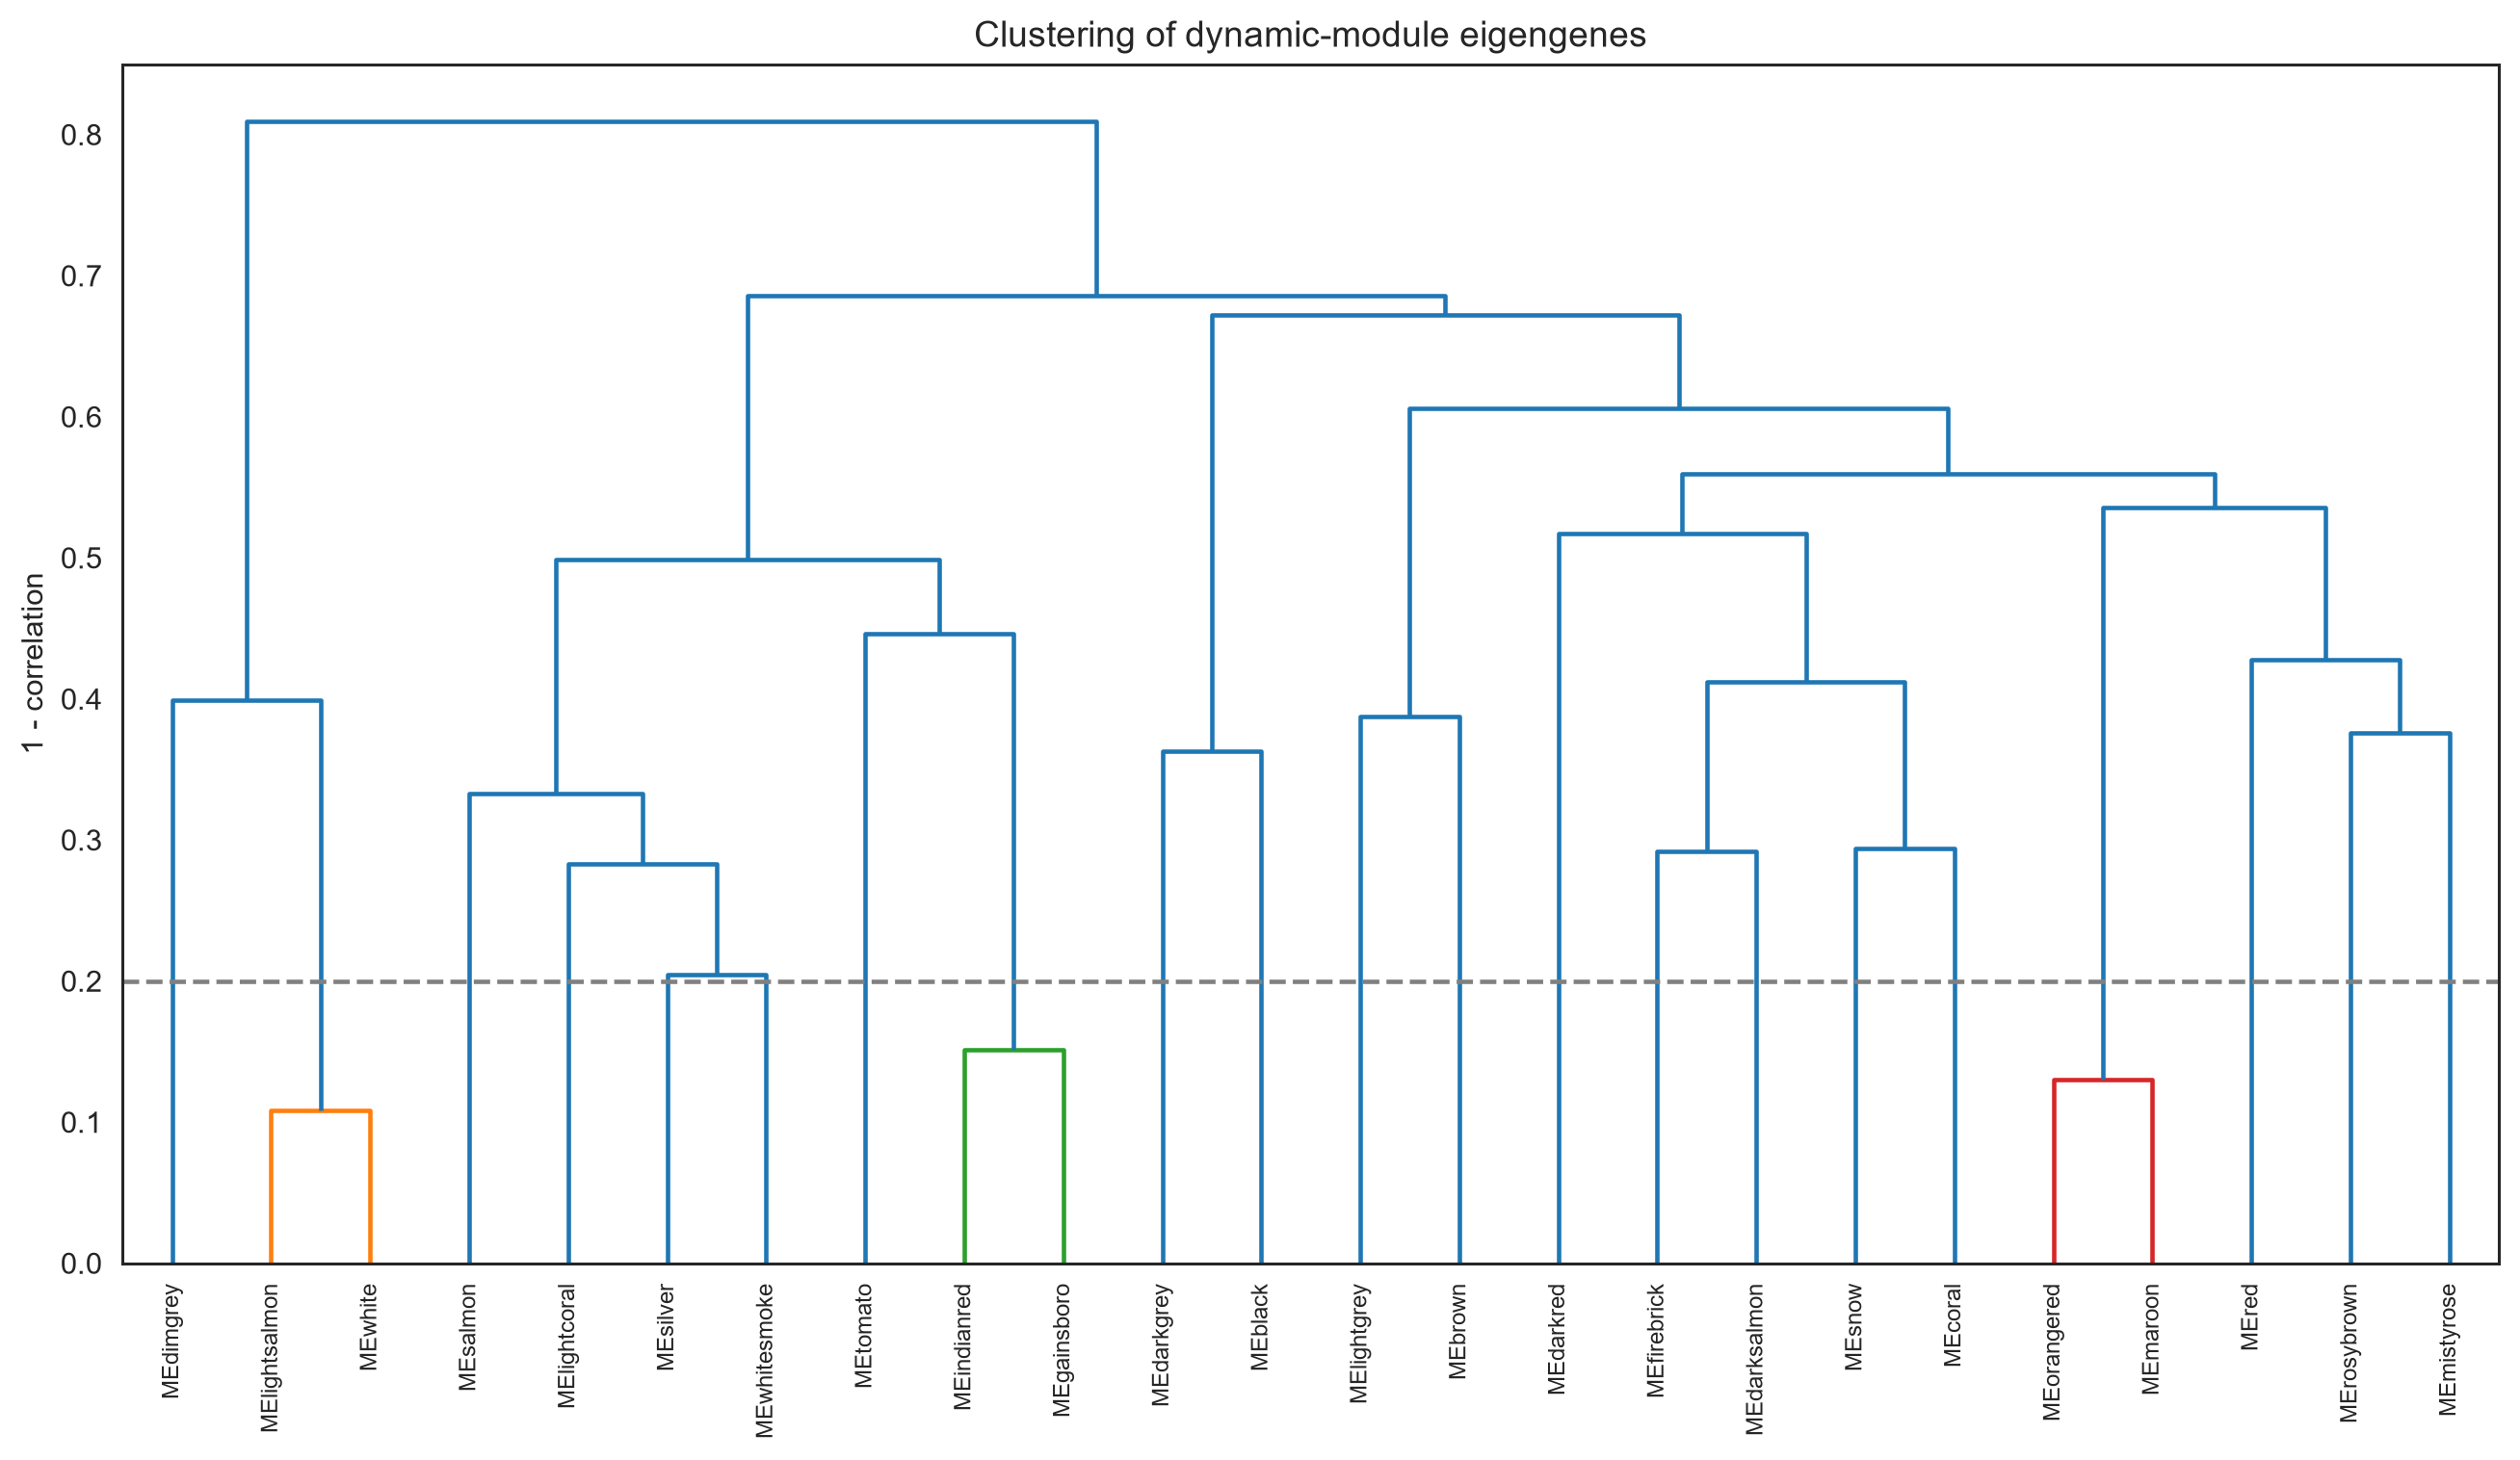 Clustering of dynamic-module eigengenes
1 - correlation
0.8
0.7
0.6
0.5
0.4
0.3
0.2
0.1
0.0
MEdimgrey
MElightsalmon
MEwhite
MEsalmon
MElightcoral
MEsilver
MEwhitesmoke
MEtomato
MEindianred
MEgainsboro
MEdarkgrey
MEblack
MElightgrey
MEbrown
MEdarkred
MEfirebrick
MEdarksalmon
MEsnow
MEcoral
MEorangered
MEmaroon
MEred
MErosybrown
MEmistyrose